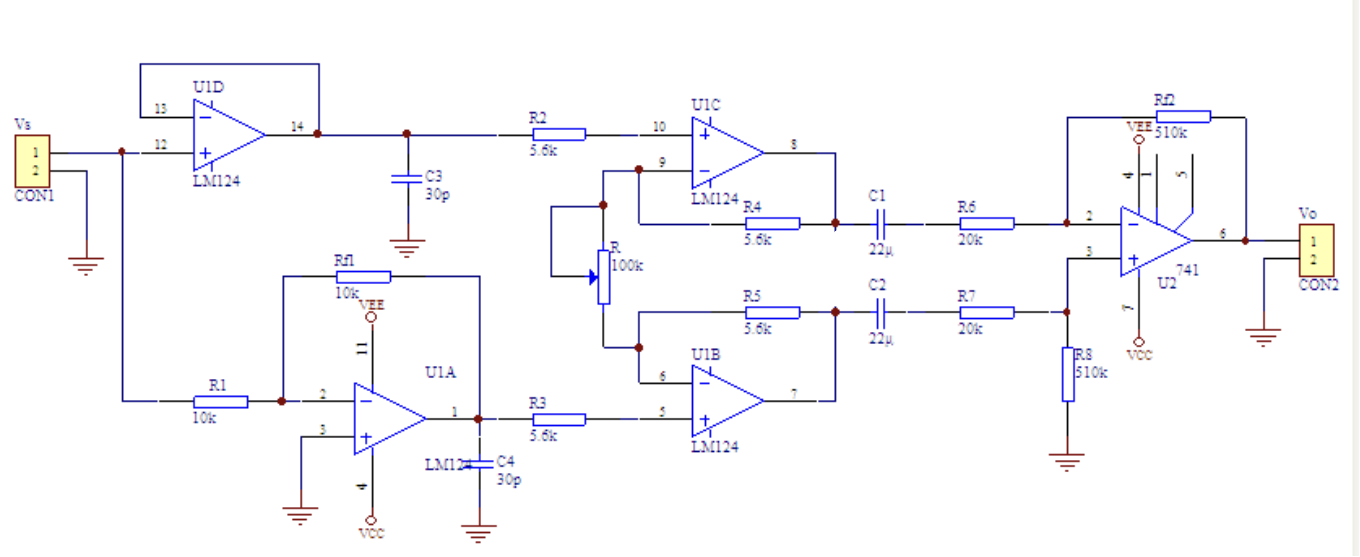 Vs
1
2
CON1
U1D
13
12
14
LM124
C3
30p
R2
5.6k
U1C
10
9
8
LM124
R4
5.6k
R
100k
R5
5.6k
C1
22μ
C2
22μ
R6
20k
R7
20k
Rf2
510k
VEE
4
1
5
2
3
6
741
U2
7
VCC
R8
510k
Vo
1
2
CON2
Rf1
10k
VEE
11
U1A
R1
10k
2
3
1
LM124
4
VCC
C4
30p
R3
5.6k
U1B
6
5
7
LM124